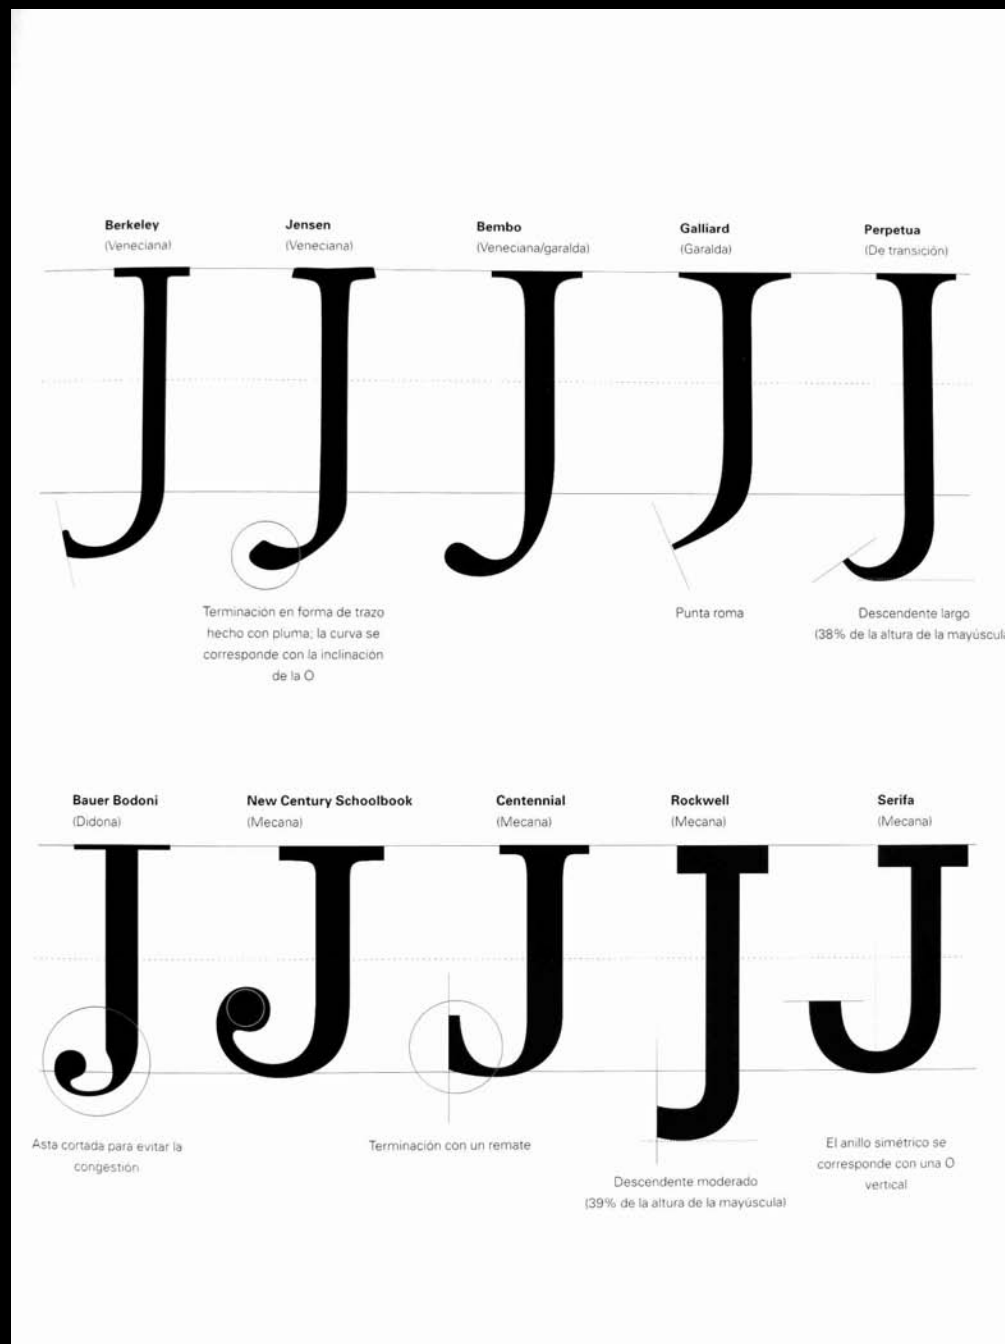 Berkeley
(Veneciana)
Jensen
(Veneciana)
Bembo
(Veneciana/garalda)
Galliard
(Garalda)
Perpetua
(De transición)
J J J J J
Terminación en forma de trazo
hecho con pluma; la curva se
corresponde con la inclinación
de la O
Punta roma
Descendente largo
(38% de la altura de la mayúscula
Bauer Bodoni
(Didona)
New Century Schoolbook
(Mecana)
Centennial
(Mecana)
Rockwell
(Mecana)
Serifa
(Mecana)
J J J J J
Asta cortada para evitar la
congestión
Terminación con un remate
Descendente moderado
(39% de la altura de la mayúscula)
El anillo simétrico se
corresponde con una O
vertical